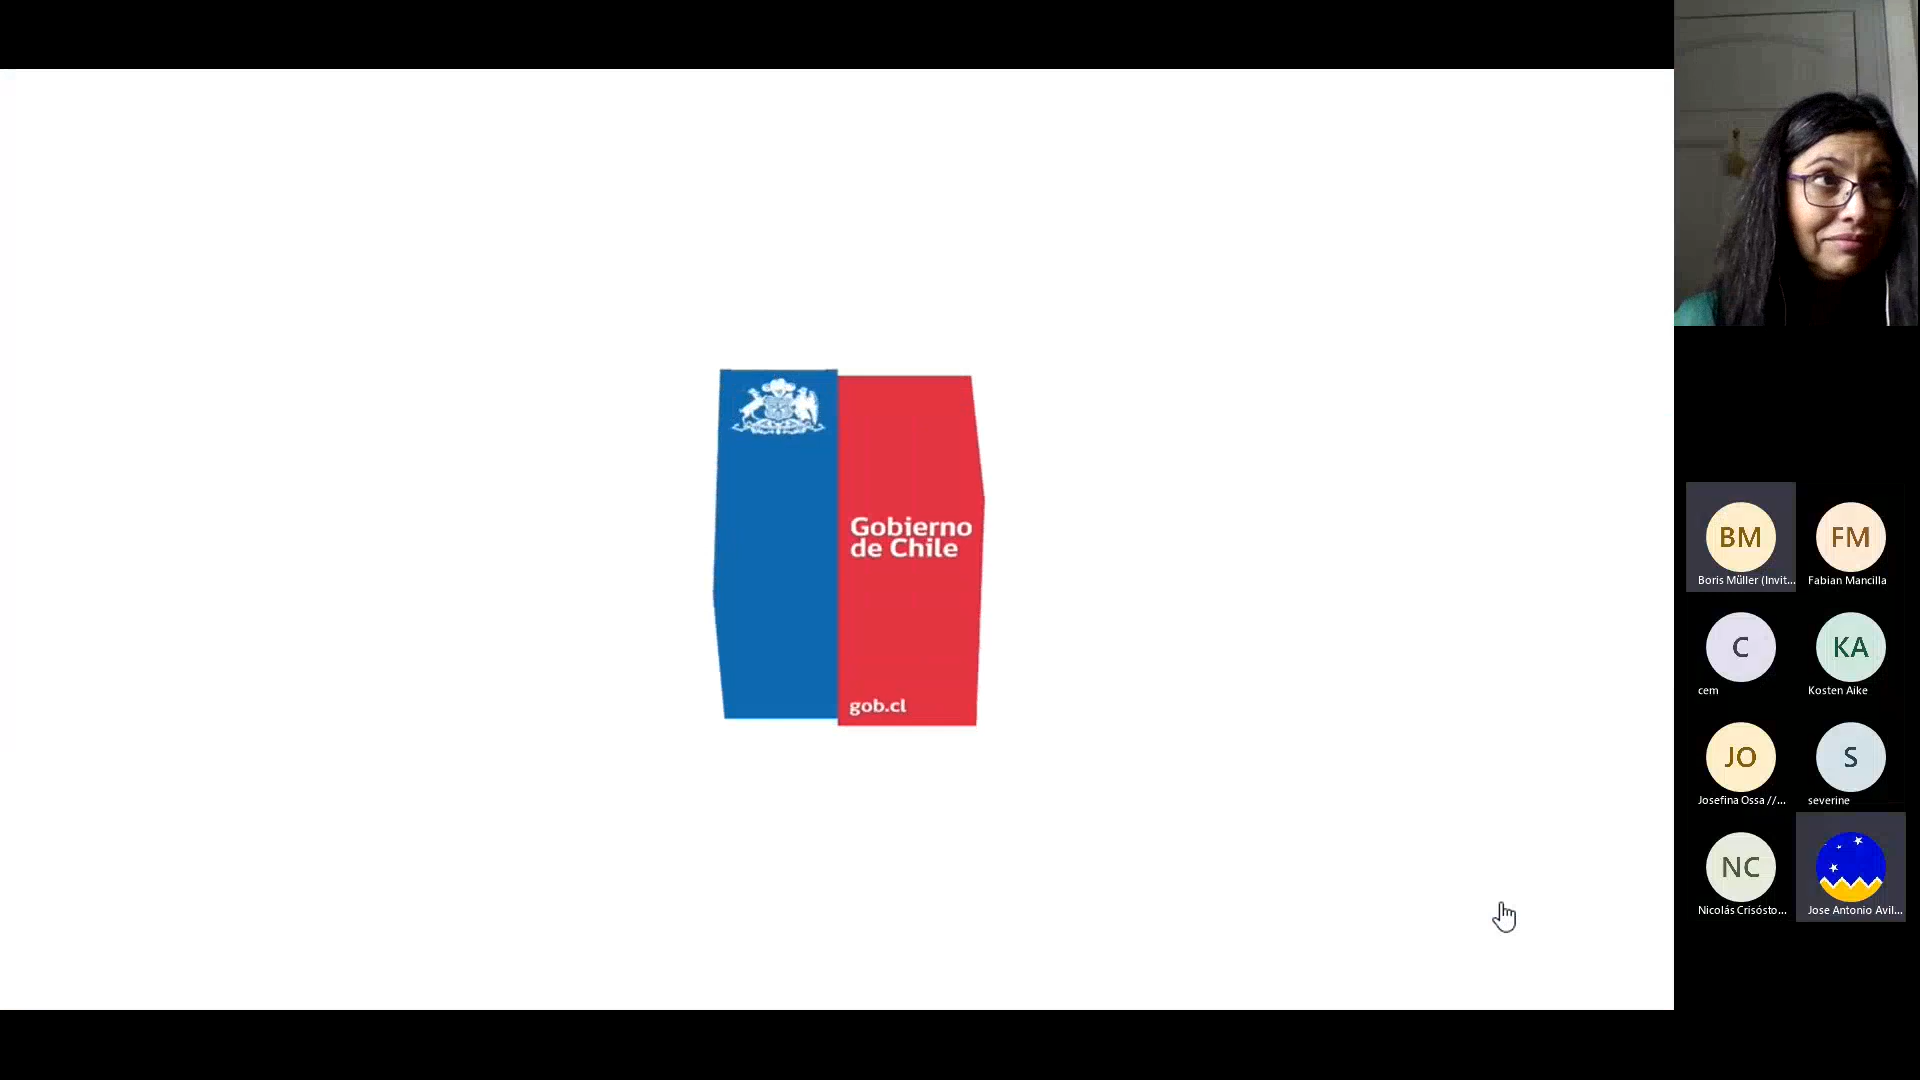 Gobierno
de Chile
gob.cl
BM
Boris Müller (Invit...
FM
Fabian Mancilla
C
cem
KA
Kosten Aike
JO
Josefina Ossa //...
S
severine
NC
Nicolás Crisósto...
Jose Antonio Avil...